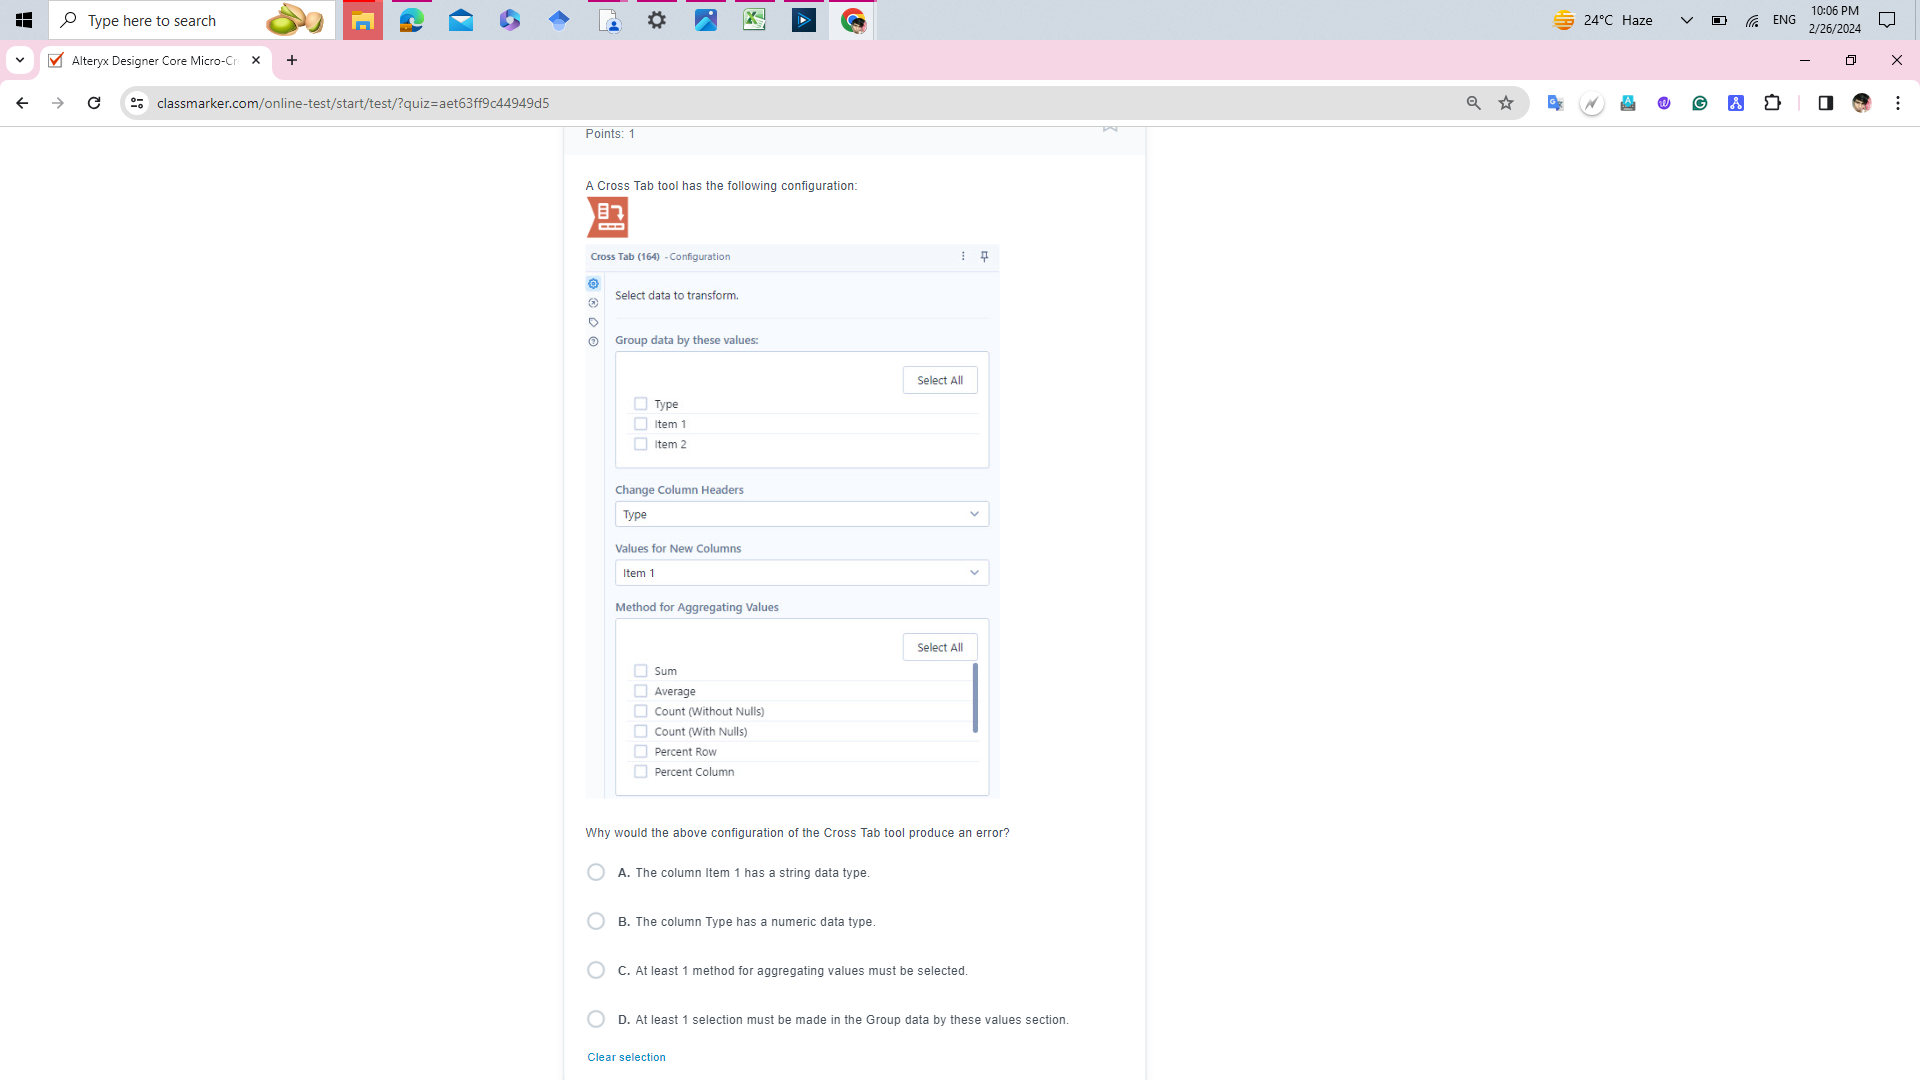 Type here to search
24°C Haze
ENG
10:06 PM
2/26/2024
Alteryx Designer Core Micro-Cr
classmarker.com/online-test/start/test/?quiz=aet63ff9c44949d5
Points: 1
A Cross Tab tool has the following configuration:
Cross Tab (164) - Configuration
Select data to transform.
Group data by these values:
Select All
Type
Item 1
Item 2
Change Column Headers
Type
Values for New Columns
Item 1
Method for Aggregating Values
Select All
Sum
Average
Count (Without Nulls)
Count (With Nulls)
Percent Row
Percent Column
Why would the above configuration of the Cross Tab tool produce an error?
A. The column Item 1 has a string data type.
B. The column Type has a numeric data type.
C. At least 1 method for aggregating values must be selected.
D. At least 1 selection must be made in the Group data by these values section.
Clear selection